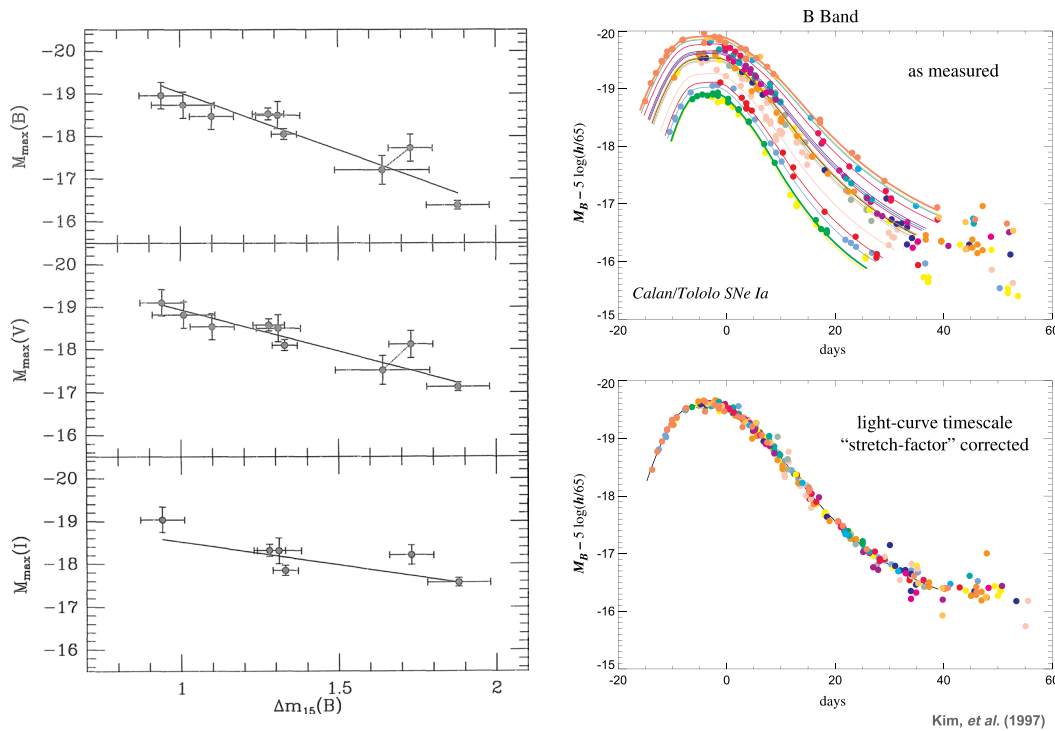 -20
-19
-18
-17
-16
M_max(B)
-20
-19
-18
-17
-16
M_max(V)
-20
-19
-18
-17
-16
M_max(I)
1
1.5
2
Δm₁₅(B)
B Band
-20
-19
-18
-17
-16
-15
M_B – 5 log(h/65)
as measured
Calan/Tololo SNe Ia
-20
0
20
40
60
days
-20
-19
-18
-17
-16
-15
M_B – 5 log(h/65)
light-curve timescale
“stretch-factor” corrected
-20
0
20
40
60
days
Kim, et al. (1997)